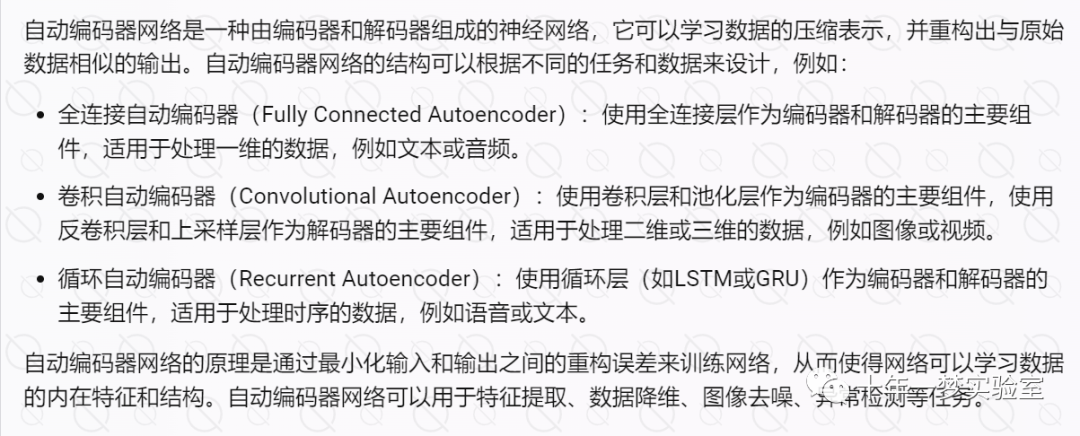 自动编码器网络是一种由编码器和解码器组成的神经网络，它可以学习数据的压缩表示，并重构出与原始
数据相似的输出。自动编码器网络的结构可以根据不同的任务和数据来设计，例如：
• 全连接自动编码器（Fully Connected Autoencoder）：使用全连接层作为编码器和解码器的主要组
件，适用于处理一维的数据，例如文本或音频。
• 卷积自动编码器（Convolutional Autoencoder）：使用卷积层和池化层作为编码器的主要组件，使用
反卷积层和上采样层作为解码器的主要组件，适用于处理二维或三维的数据，例如图像或视频。
• 循环自动编码器（Recurrent Autoencoder）：使用循环层（如LSTM或GRU）作为编码器和解码器的
主要组件，适用于处理时序的数据，例如语音或文本。
自动编码器网络的原理是通过最小化输入和输出之间的重构误差来训练网络，从而使得网络可以学习数据
的内在特征和结构。自动编码器网络可以用于特征提取、数据降维、图像去噪、异常检测等任务。
梦实验室